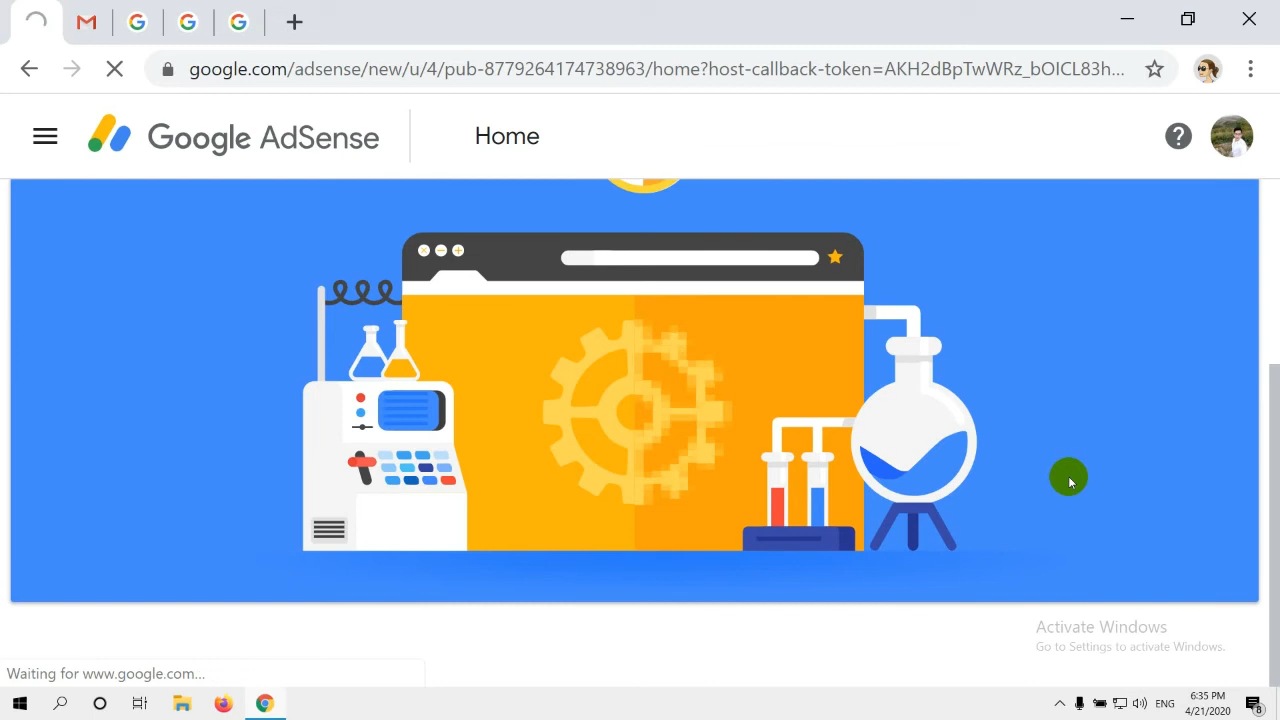 google.com/adsense/new/u/4/pub-8779264174738963/home?host-callback-token=AKH2dBpTwWRz_bOICL83h...
Google AdSense
Home
Activate Windows
Go to Settings to activate Windows.
Waiting for www.google.com...
ENG
6:35 PM
4/21/2020
8